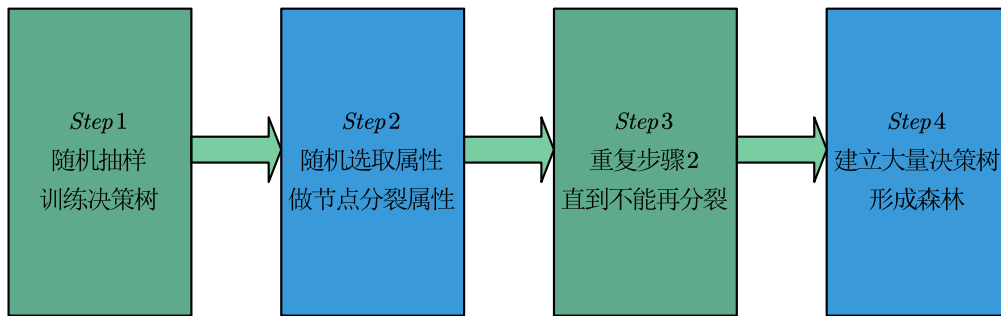 Step1
随机抽样
训练决策树
Step2
随机选取属性
做节点分裂属性
Step3
重复步骤2
直到不能再分裂
Step4
建立大量决策树
形成森林